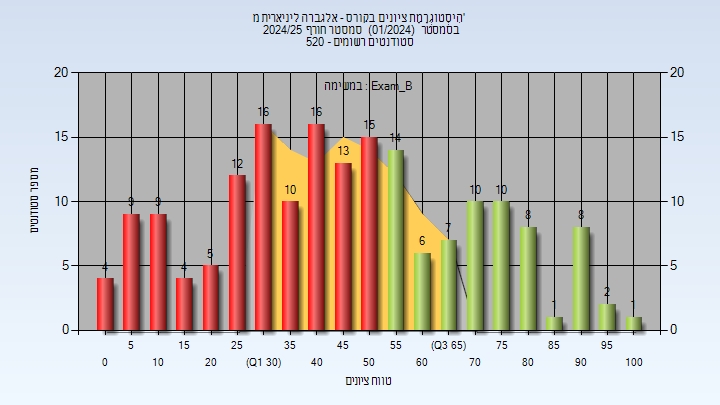 הִיסְטוֹגְרָמַת ציונים בקורס - אלגברה ליניארית מ'
בסמסטר (01/2024) סמסטר חורף 2024/25
סטודנטים רשומים - 520
במשימה : Exam_B
20 20
15 15
10 10
5 5
0 0
מספר סטודנטים
4 9 9 4 5 12 16 10 16 13 15 14 6 7 10 10 8 1 8 2 1
5 15 25 35 45 55 (Q3 65) 75 85 95
0 10 20 (Q1 30) 40 50 60 70 80 90 100
טווח ציונים